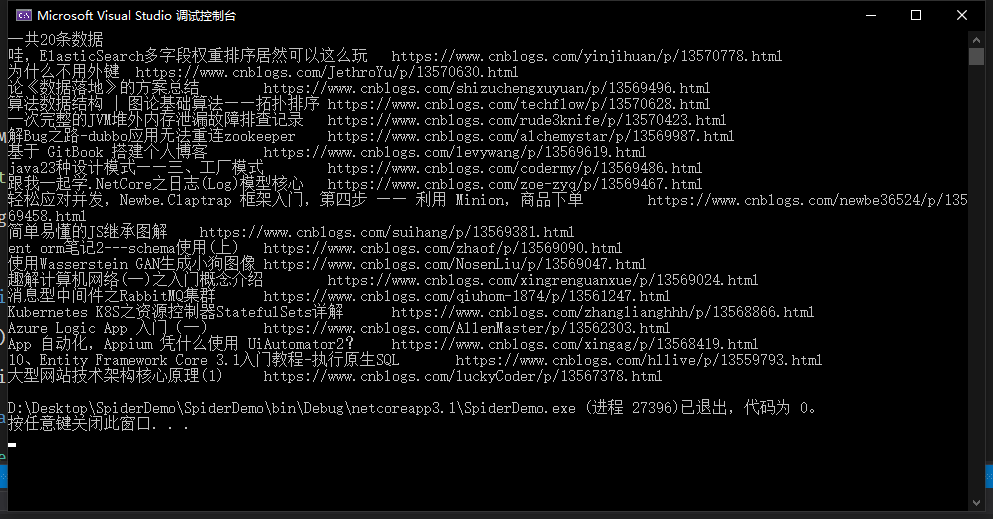 Microsoft Visual Studio 调试控制台
一共20条数据
哇，ElasticSearch多字段权重排序居然可以这么玩 https://www.cnblogs.com/yinjihuan/p/13570778.html
为什么不用外键 https://www.cnblogs.com/JethroYu/p/13570630.html
论《数据落地》的方案总结 https://www.cnblogs.com/shizuchengxuyuan/p/13569496.html
算法数据结构 | 图论基础算法——拓扑排序 https://www.cnblogs.com/techflow/p/13570628.html
一次完整的JVM堆外内存泄漏故障排查记录 https://www.cnblogs.com/rude3knife/p/13570423.html
解Bug之路-dubbo应用无法重连zookeeper https://www.cnblogs.com/alchemystar/p/13569987.html
基于 GitBook 搭建个人博客 https://www.cnblogs.com/levywang/p/13569619.html
java23种设计模式——三、工厂模式 https://www.cnblogs.com/codermy/p/13569486.html
跟我一起学.NetCore之日志(Log)模型核心 https://www.cnblogs.com/zoe-zyq/p/13569467.html
轻松应对并发，Newbe.Claptrap 框架入门，第四步 —— 利用 Minion，商品下单 https://www.cnblogs.com/newbe36524/p/135
69458.html
简单易懂的JS继承图解 https://www.cnblogs.com/suihang/p/13569381.html
ent orm笔记2---schema使用(上) https://www.cnblogs.com/zhaof/p/13569090.html
使用Wasserstein GAN生成小狗图像 https://www.cnblogs.com/NosenLiu/p/13569047.html
趣解计算机网络(一)之入门概念介绍 https://www.cnblogs.com/xingrenguanxue/p/13569024.html
消息型中间件之RabbitMQ集群 https://www.cnblogs.com/qiuhom-1874/p/13561247.html
Kubernetes K8S之资源控制器StatefulSets详解 https://www.cnblogs.com/zhanglianghhh/p/13568866.html
Azure Logic App 入门（一） https://www.cnblogs.com/AllenMaster/p/13562303.html
App 自动化，Appium 凭什么使用 UiAutomator2？ https://www.cnblogs.com/xingag/p/13568419.html
10、Entity Framework Core 3.1入门教程-执行原生SQL https://www.cnblogs.com/hllive/p/13559793.html
大型网站技术架构核心原理(1) https://www.cnblogs.com/luckyCoder/p/13567378.html
D:\Desktop\SpiderDemo\SpiderDemo\bin\Debug\netcoreapp3.1\SpiderDemo.exe (进程 27396)已退出，代码为 0。
按任意键关闭此窗口. . .